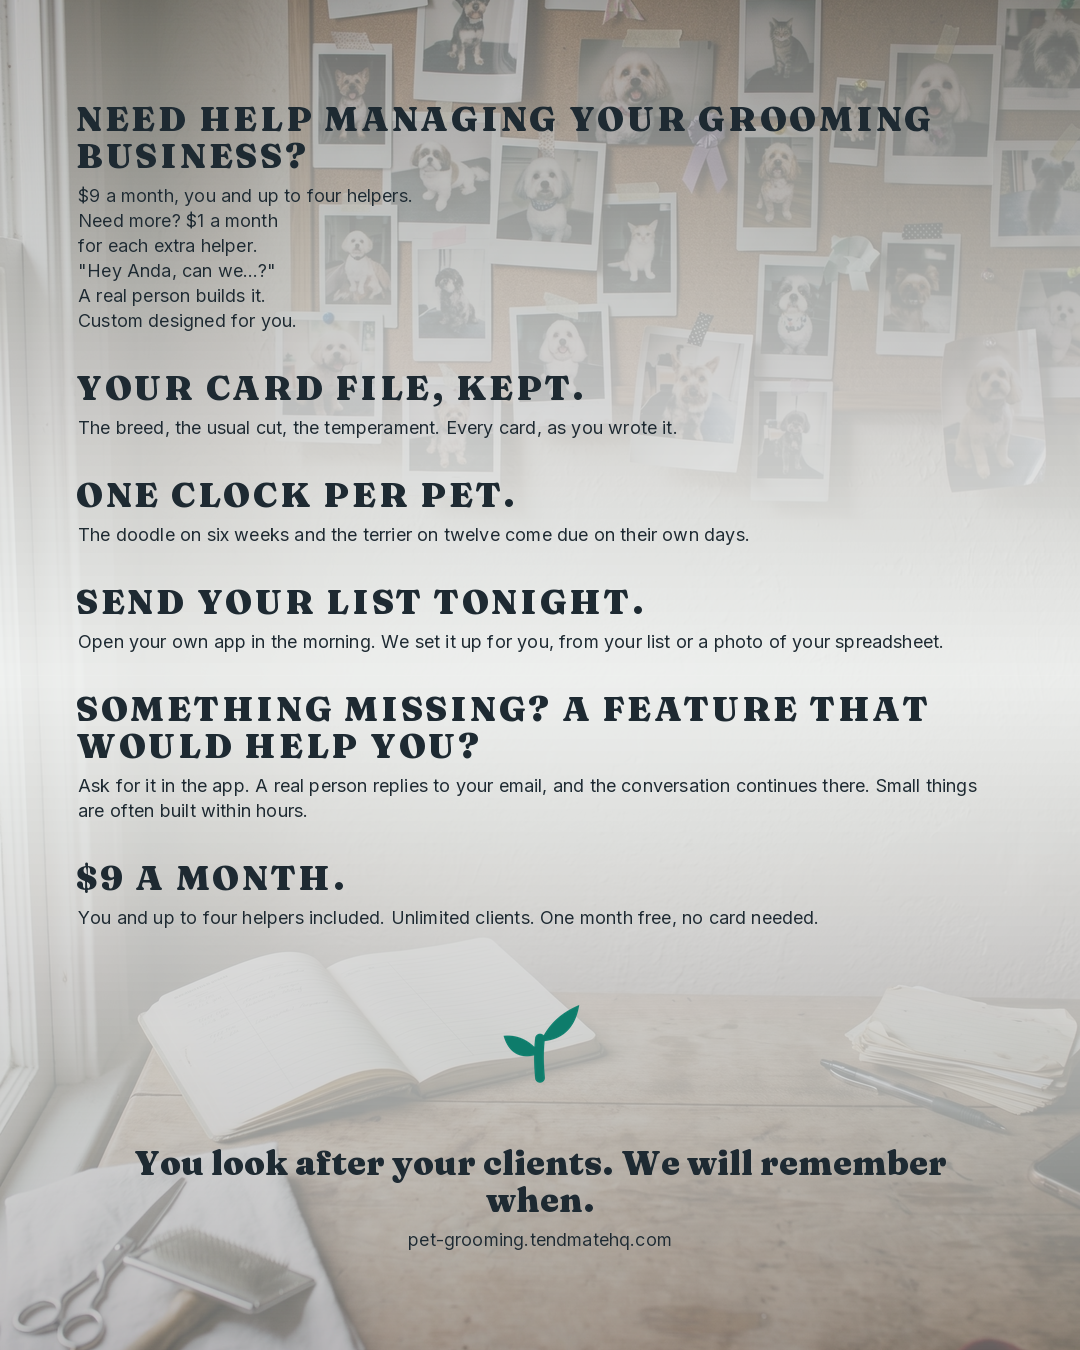 NEED HELP MANAGING YOUR GROOMING
BUSINESS?
$9 a month, you and up to four helpers.
Need more? $1 a month
for each extra helper.
"Hey Anda, can we...?"
A real person builds it.
Custom designed for you.
YOUR CARD FILE, KEPT.
The breed, the usual cut, the temperament. Every card, as you wrote it.
ONE CLOCK PER PET.
The doodle on six weeks and the terrier on twelve come due on their own days.
SEND YOUR LIST TONIGHT.
Open your own app in the morning. We set it up for you, from your list or a photo of your spreadsheet.
SOMETHING MISSING? A FEATURE THAT
WOULD HELP YOU?
Ask for it in the app. A real person replies to your email, and the conversation continues there. Small things
are often built within hours.
$9 A MONTH.
You and up to four helpers included. Unlimited clients. One month free, no card needed.
You look after your clients. We will remember
when.
pet-grooming.tendmatehq.com